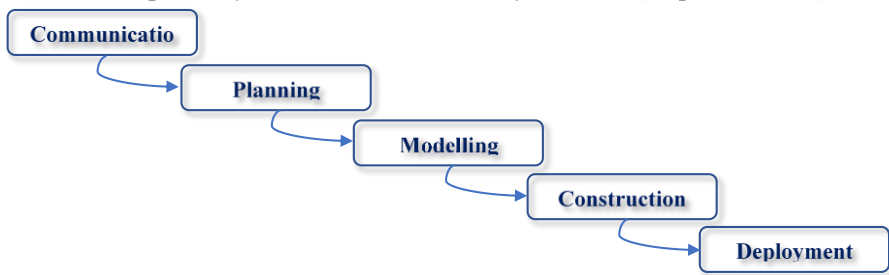 Communicatio
Planning
Modelling
Construction
Deployment